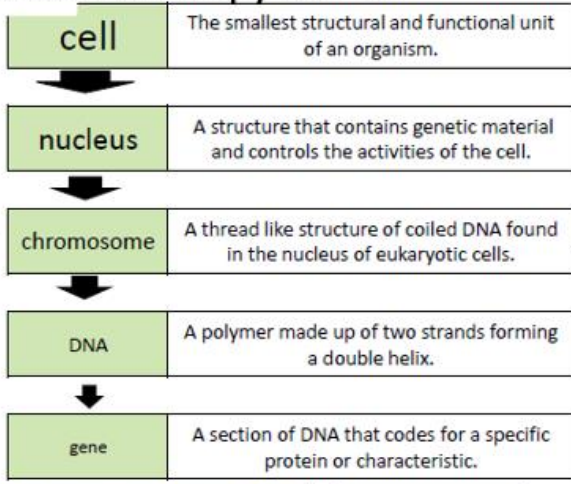 cell
The smallest structural and functional unit
of an organism.
nucleus
A structure that contains genetic material
and controls the activities of the cell.
chromosome
A thread like structure of coiled DNA found
in the nucleus of eukaryotic cells.
DNA
A polymer made up of two strands forming
a double helix.
gene
A section of DNA that codes for a specific
protein or characteristic.